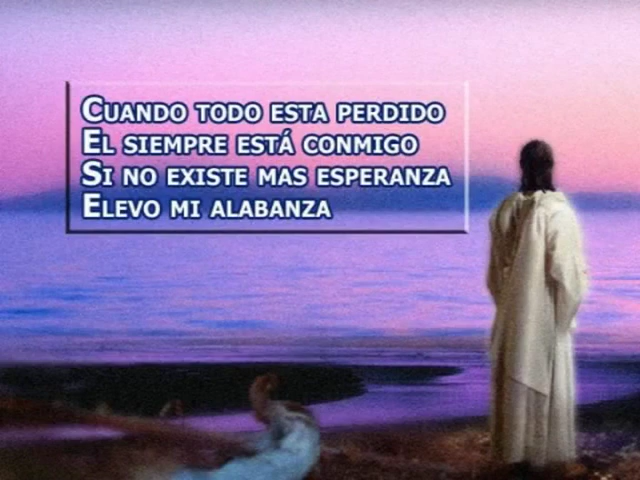 CUANDO TODO ESTA PERDIDO
EL SIEMPRE ESTÁ CONMIGO
SI NO EXISTE MAS ESPERANZA
ELEVO MI ALABANZA